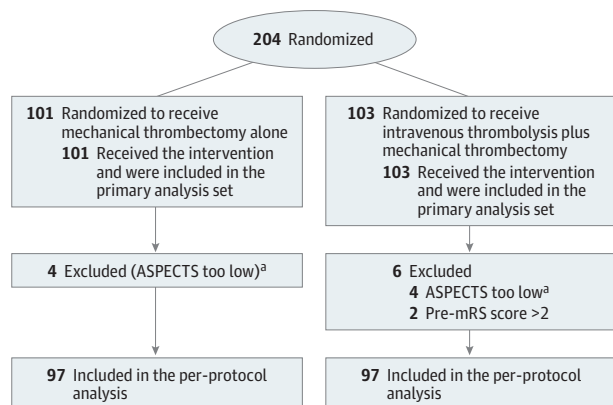 204 Randomized
101 Randomized to receive
mechanical thrombectomy alone
101 Received the intervention
and were included in the
primary analysis set
103 Randomized to receive
intravenous thrombolysis plus
mechanical thrombectomy
103 Received the intervention
and were included in the
primary analysis set
4 Excluded (ASPECTS too low)a
6 Excluded
4 ASPECTS too lowa
2 Pre-mRS score >2
97 Included in the per-protocol
analysis
97 Included in the per-protocol
analysis